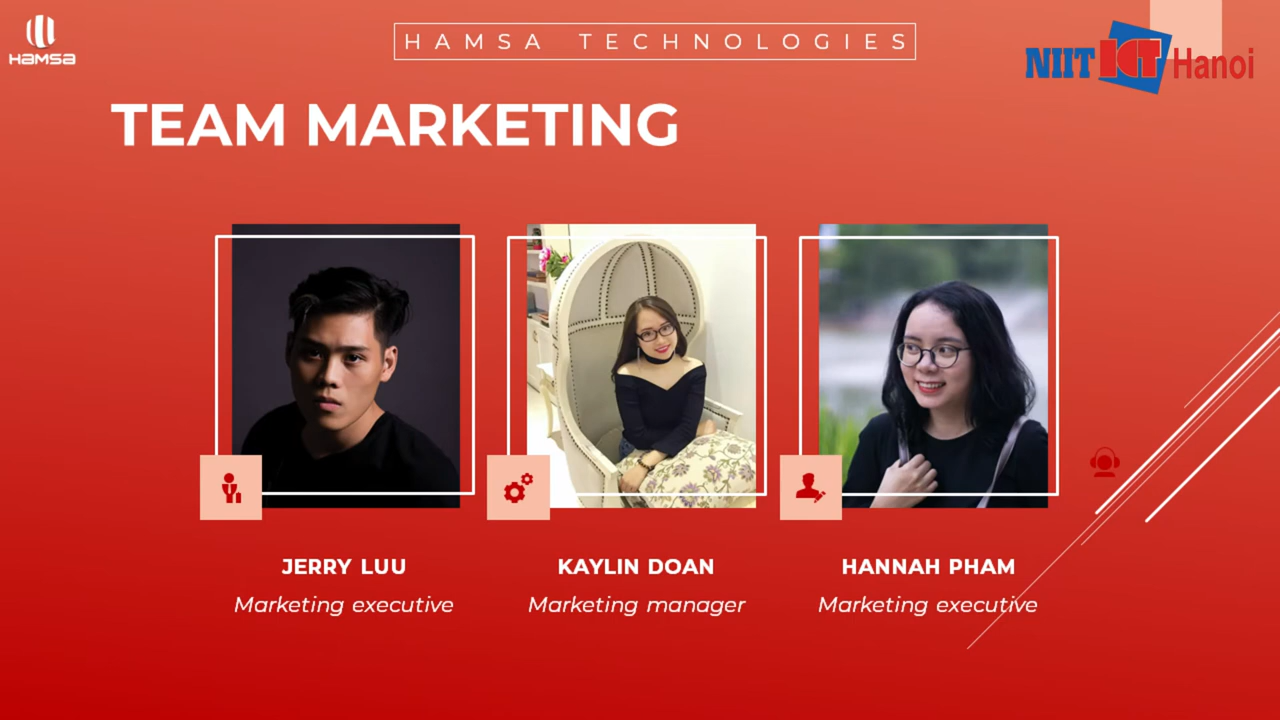 HAMSA
HAMSA TECHNOLOGIES
NIIT ICT Hanoi
TEAM MARKETING
JERRY LUU
Marketing executive
KAYLIN DOAN
Marketing manager
HANNAH PHAM
Marketing executive